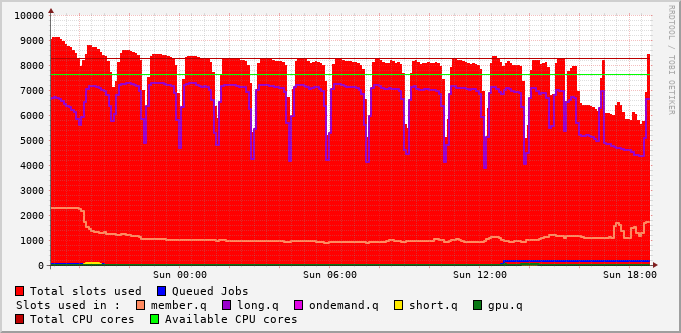 10000
9000
8000
7000
6000
5000
4000
3000
2000
1000
0
Sun 00:00 Sun 06:00 Sun 12:00 Sun 18:00
RRDTOOL / TOBI OETIKER
Total slots used Queued Jobs
Slots used in : member.q long.q ondemand.q short.q gpu.q
Total CPU cores Available CPU cores